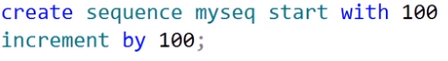 create sequence myseq start with 100
increment by 100;